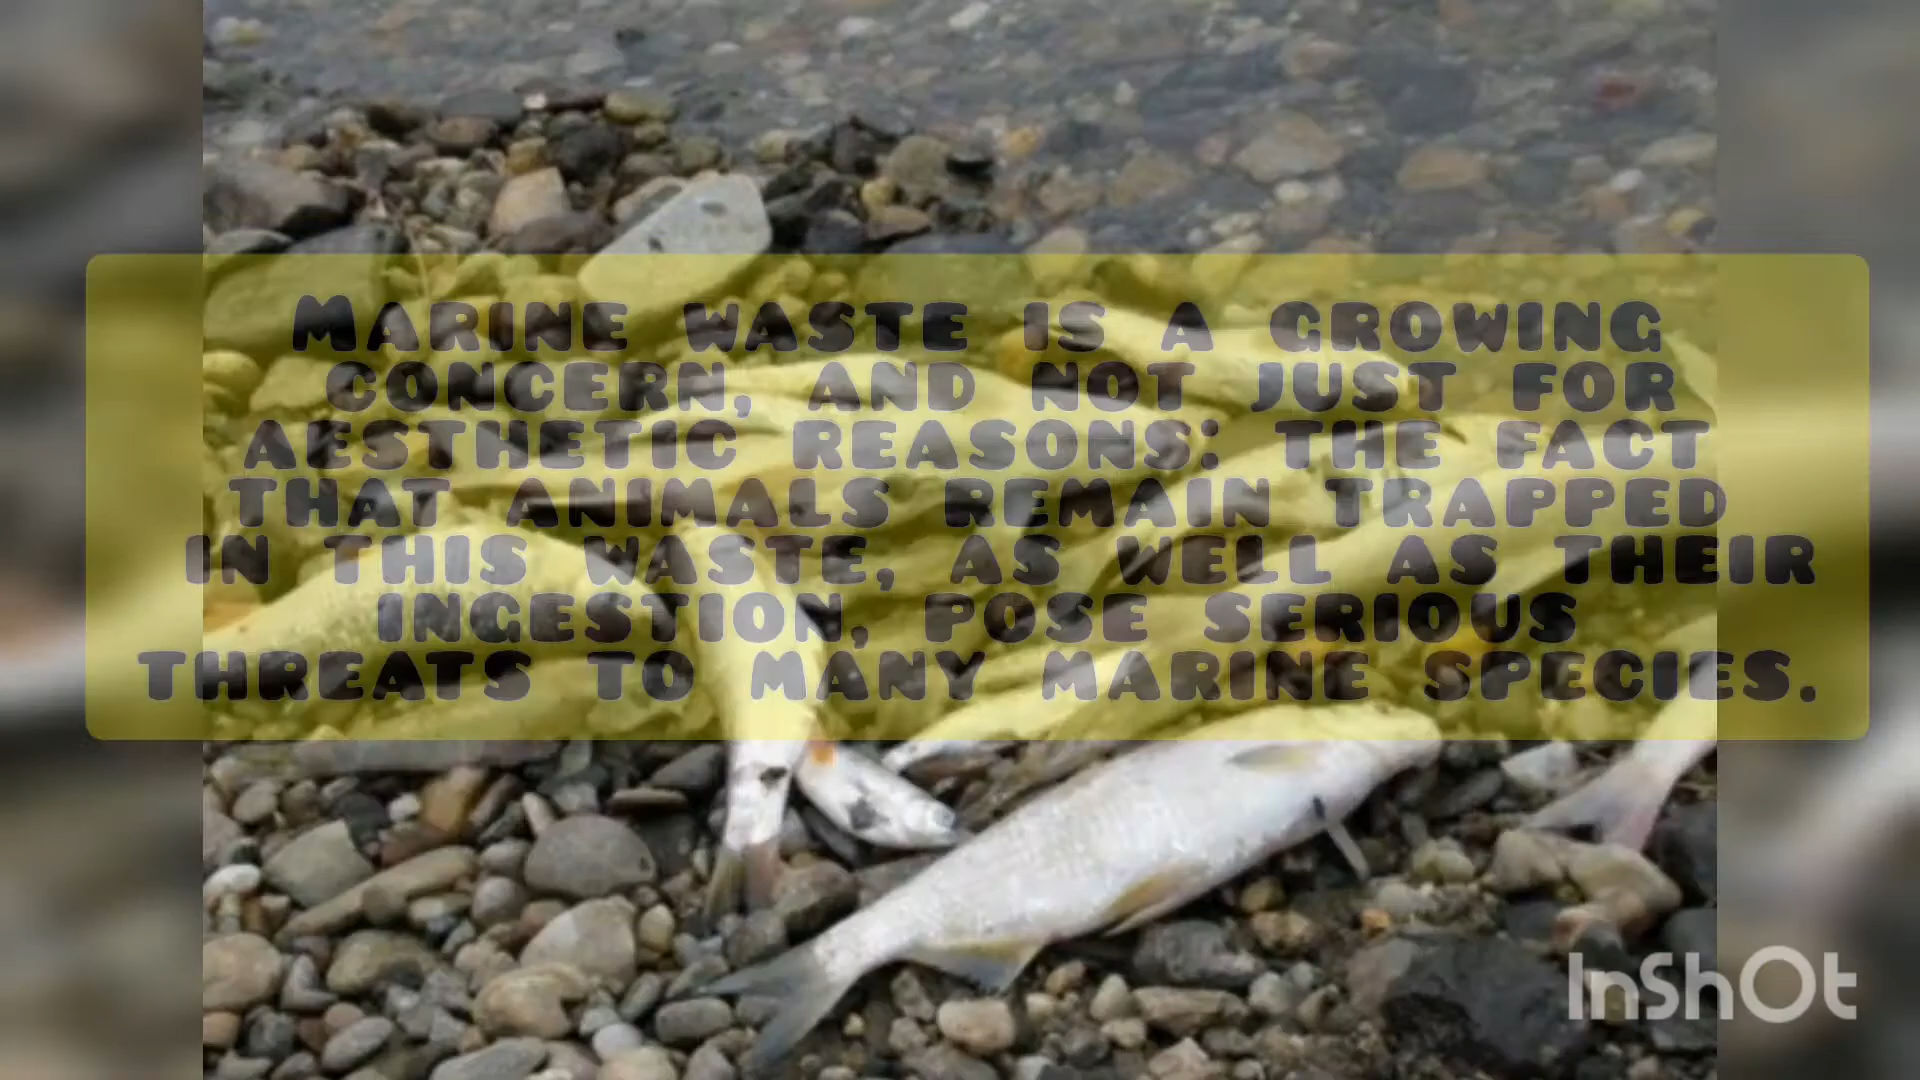 MARINE WASTE IS A GROWING
CONCERN, AND NOT JUST FOR
AESTHETIC REASONS: THE FACT
THAT ANIMALS REMAIN TRAPPED
IN THIS WASTE, AS WELL AS THEIR
INGESTION, POSE SERIOUS
THREATS TO MANY MARINE SPECIES.
InShOt